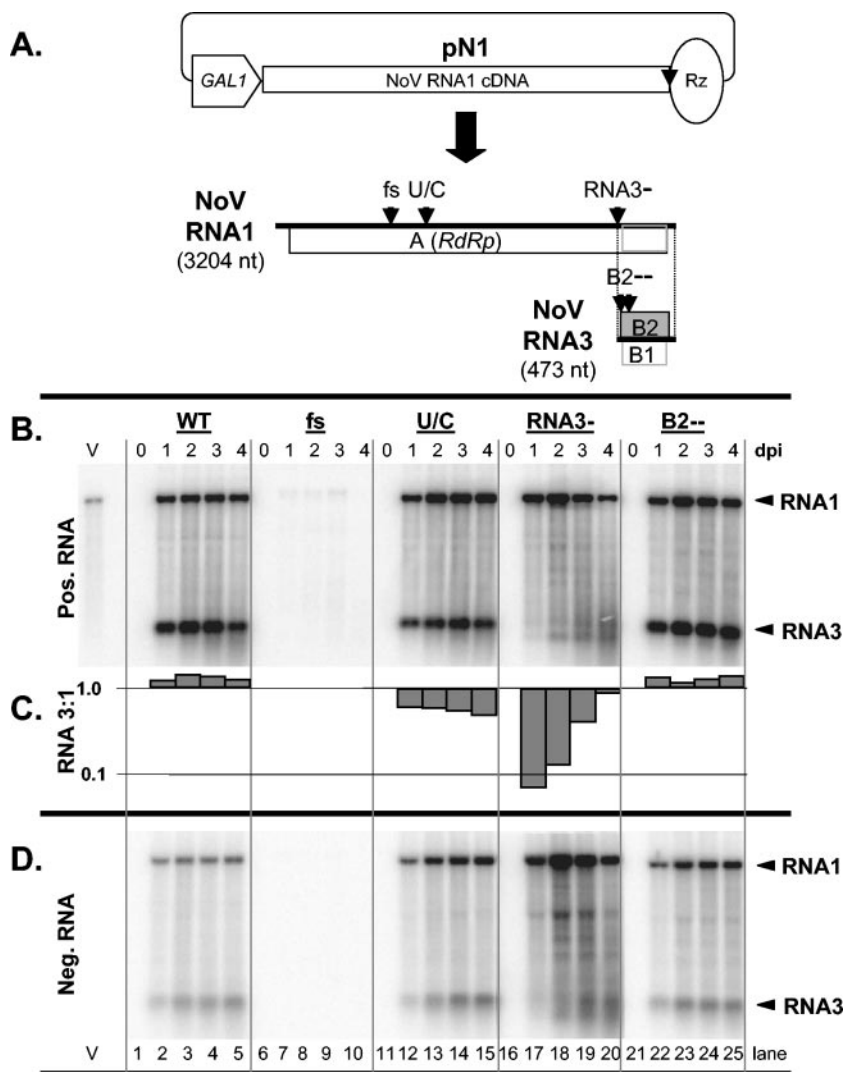 A.
pN1
GAL1
NoV RNA1 cDNA
Rz
fs U/C RNA3-
NoV
RNA1
(3204 nt)
A (RdRp)
B2--
NoV
RNA3
(473 nt)
B2
B1
B.
WT fs U/C RNA3- B2--
V 0 1 2 3 4 0 1 2 3 4 0 1 2 3 4 0 1 2 3 4 0 1 2 3 4 dpi
Pos. RNA
RNA1
RNA3
C.
RNA 3:1
1.0
0.1
D.
Neg. RNA
RNA1
RNA3
V 1 2 3 4 5 6 7 8 9 10 11 12 13 14 15 16 17 18 19 20 21 22 23 24 25 lane